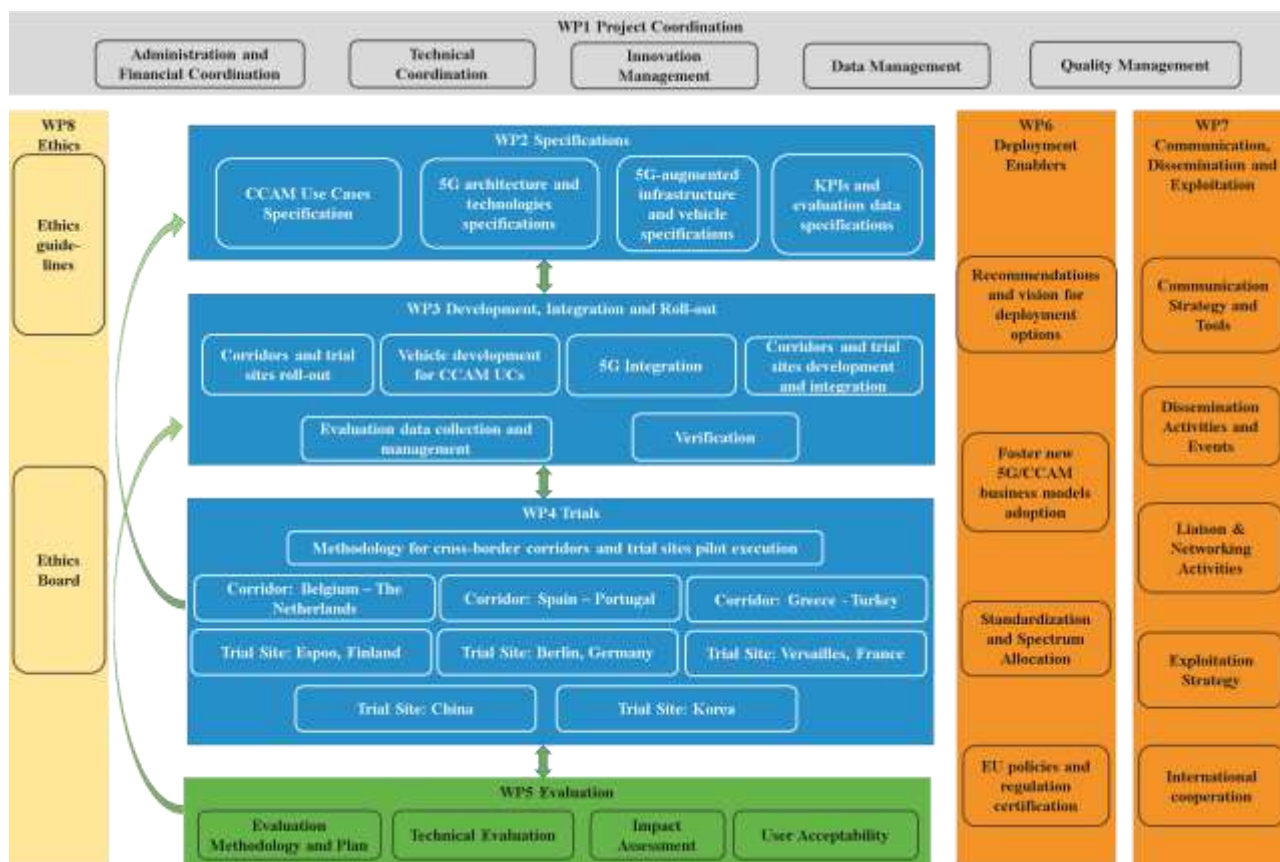 WP1 Project Coordination
Administration and
Financial Coordination
Technical
Coordination
Innovation
Management
Data Management
Quality Management
WP8
Ethics
Ethics
guide-
lines
Ethics
Board
WP2 Specifications
CCAM Use Cases
Specification
5G architecture and
technologies
specifications
5G-augmented
infrastructure
and vehicle
specifications
KPIs and
evaluation data
specifications
WP3 Development, Integration and Roll-out
Corridors and trial
sites roll-out
Vehicle development
for CCAM UCs
5G Integration
Corridors and trial
sites development
and integration
Evaluation data collection and
management
Verification
WP4 Trials
Methodology for cross-border corridors and trial sites pilot execution
Corridor: Belgium – The
Netherlands
Corridor: Spain – Portugal
Corridor: Greece - Turkey
Trial Site: Espoo, Finland
Trial Site: Berlin, Germany
Trial Site: Versailles, France
Trial Site: China
Trial Site: Korea
WP5 Evaluation
Evaluation
Methodology and Plan
Technical Evaluation
Impact
Assessment
User Acceptability
WP6
Deployment
Enablers
Recommendations
and vision for
deployment
options
Foster new
5G/CCAM
business models
adoption
Standardization
and Spectrum
Allocation
EU policies and
regulation
certification
WP7
Communication,
Dissemination and
Exploitation
Communication
Strategy and
Tools
Dissemination
Activities and
Events
Liaison &
Networking
Activities
Exploitation
Strategy
International
cooperation